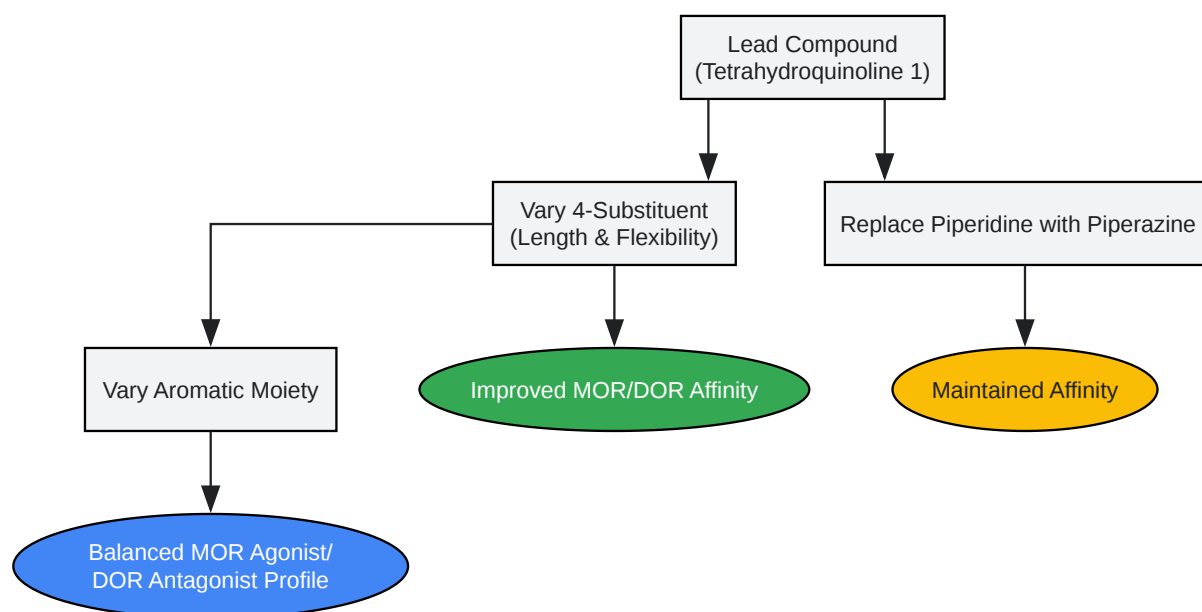 Lead Compound
(Tetrahydroquinoline 1)
Vary 4-Substituent
(Length & Flexibility)
Replace Piperidine with Piperazine
Vary Aromatic Moiety
Improved MOR/DOR Affinity
Maintained Affinity
Balanced MOR Agonist/
DOR Antagonist Profile